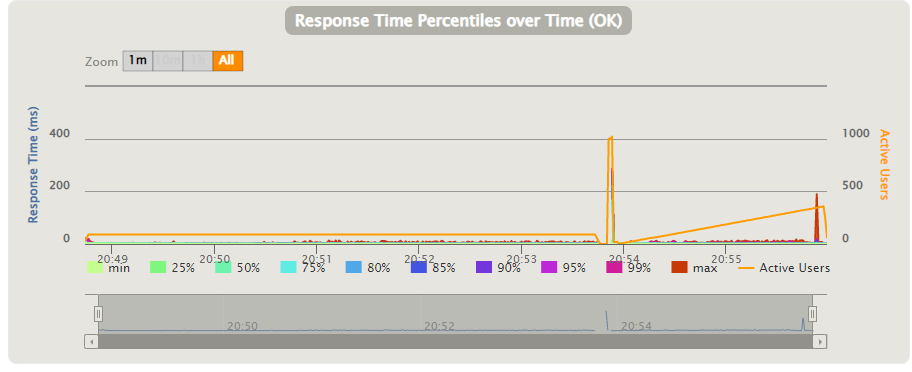 Response Time Percentiles over Time (OK)
Zoom 1m 10m 1h All
Response Time (ms)
400
200
0
1000
500
0
Active Users
20:49 20:50 20:51 20:52 20:53 20:54 20:55
min 25% 50% 75% 80% 85% 90% 95% 99% max Active Users
20:50 20:52 20:54